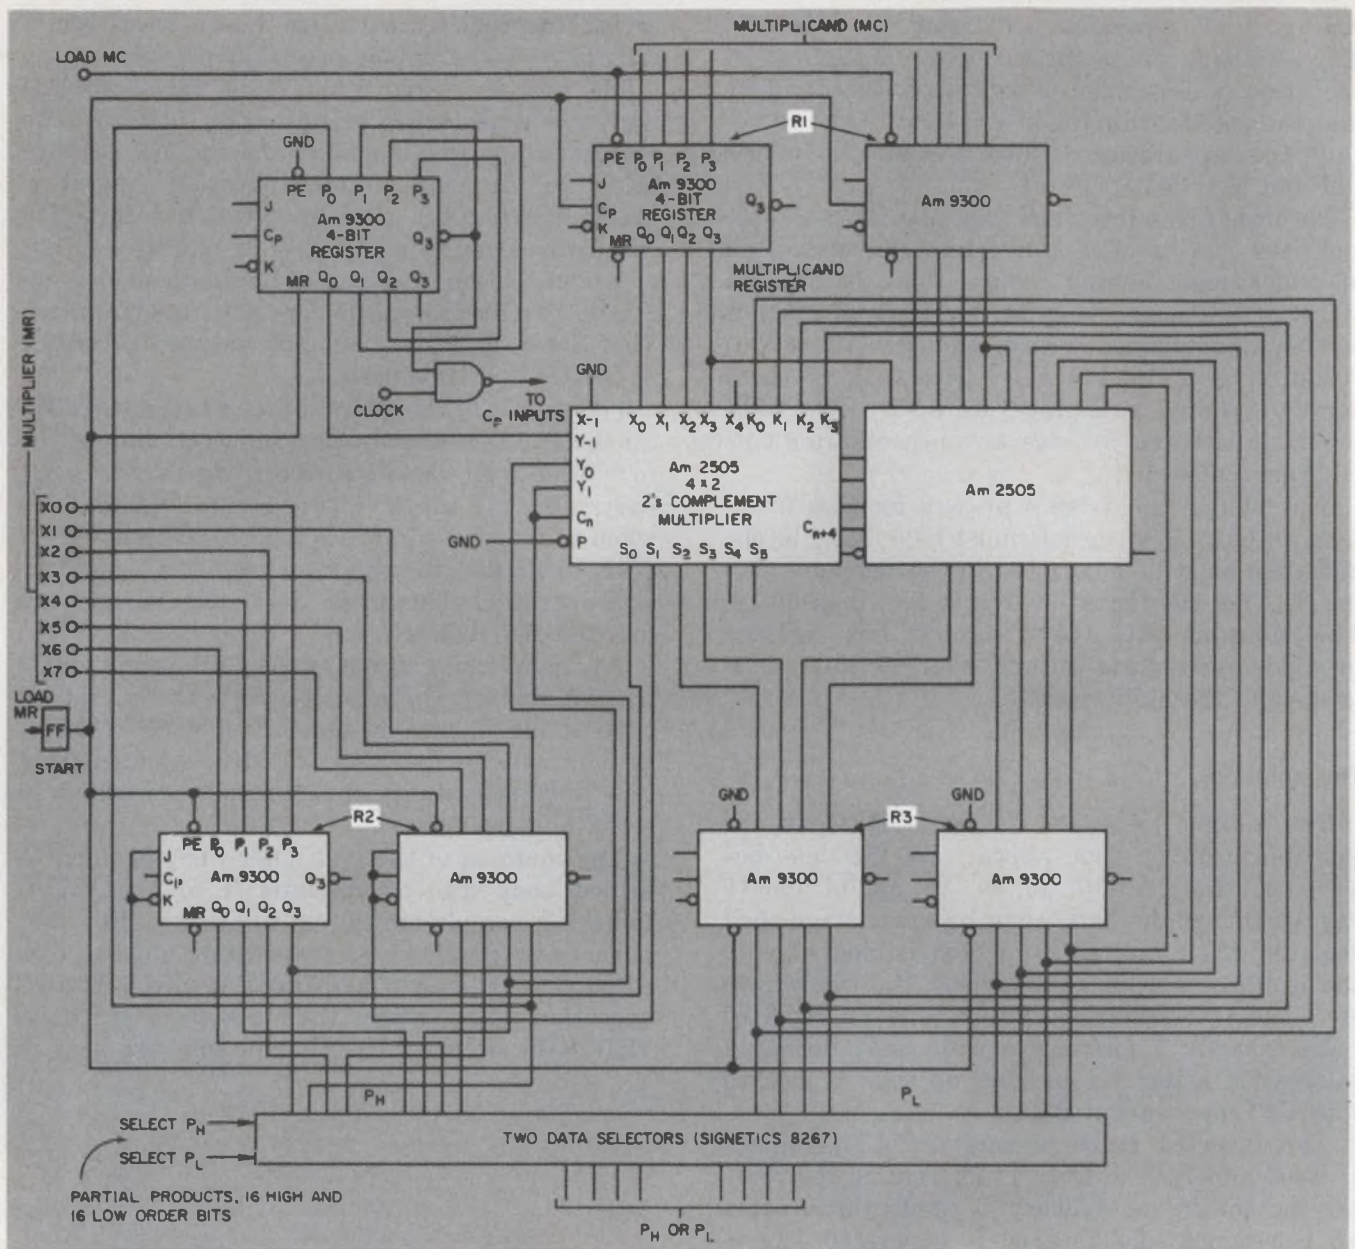 MULTIPLICAND (MC)
LOAD MC
R1
GND
PE P0 P1 P2 P3
Am 9300
4-BIT
REGISTER
J
CP
K
Q3
MR Q0 Q1 Q2 Q3
PE P0 P1 P2 P3
Am 9300
4-BIT
REGISTER
J
CP
K
Q3
MR Q0 Q1 Q2 Q3
Am 9300
MULTIPLICAND
REGISTER
MULTIPLIER (MR)
CLOCK
TO
CP INPUTS
GND
X-1 X0 X1 X2 X3 X4 K0 K1 K2 K3
Y-1
Y0
Y1
Cn
P
Am 2505
4 x 2
2's COMPLEMENT
MULTIPLIER
S0 S1 S2 S3 S4 S5
GND
Am 2505
Cn+4
X0
X1
X2
X3
X4
X5
X6
X7
LOAD
MR
FF
START
R2
PE P0 P1 P2 P3
J
CP
K
Am 9300
Q3
MR Q0 Q1 Q2 Q3
Am 9300
GND
R3
GND
Am 9300
Am 9300
PH
PL
SELECT PH
SELECT PL
TWO DATA SELECTORS (SIGNETICS 8267)
PARTIAL PRODUCTS, 16 HIGH AND
16 LOW ORDER BITS
PH OR PL